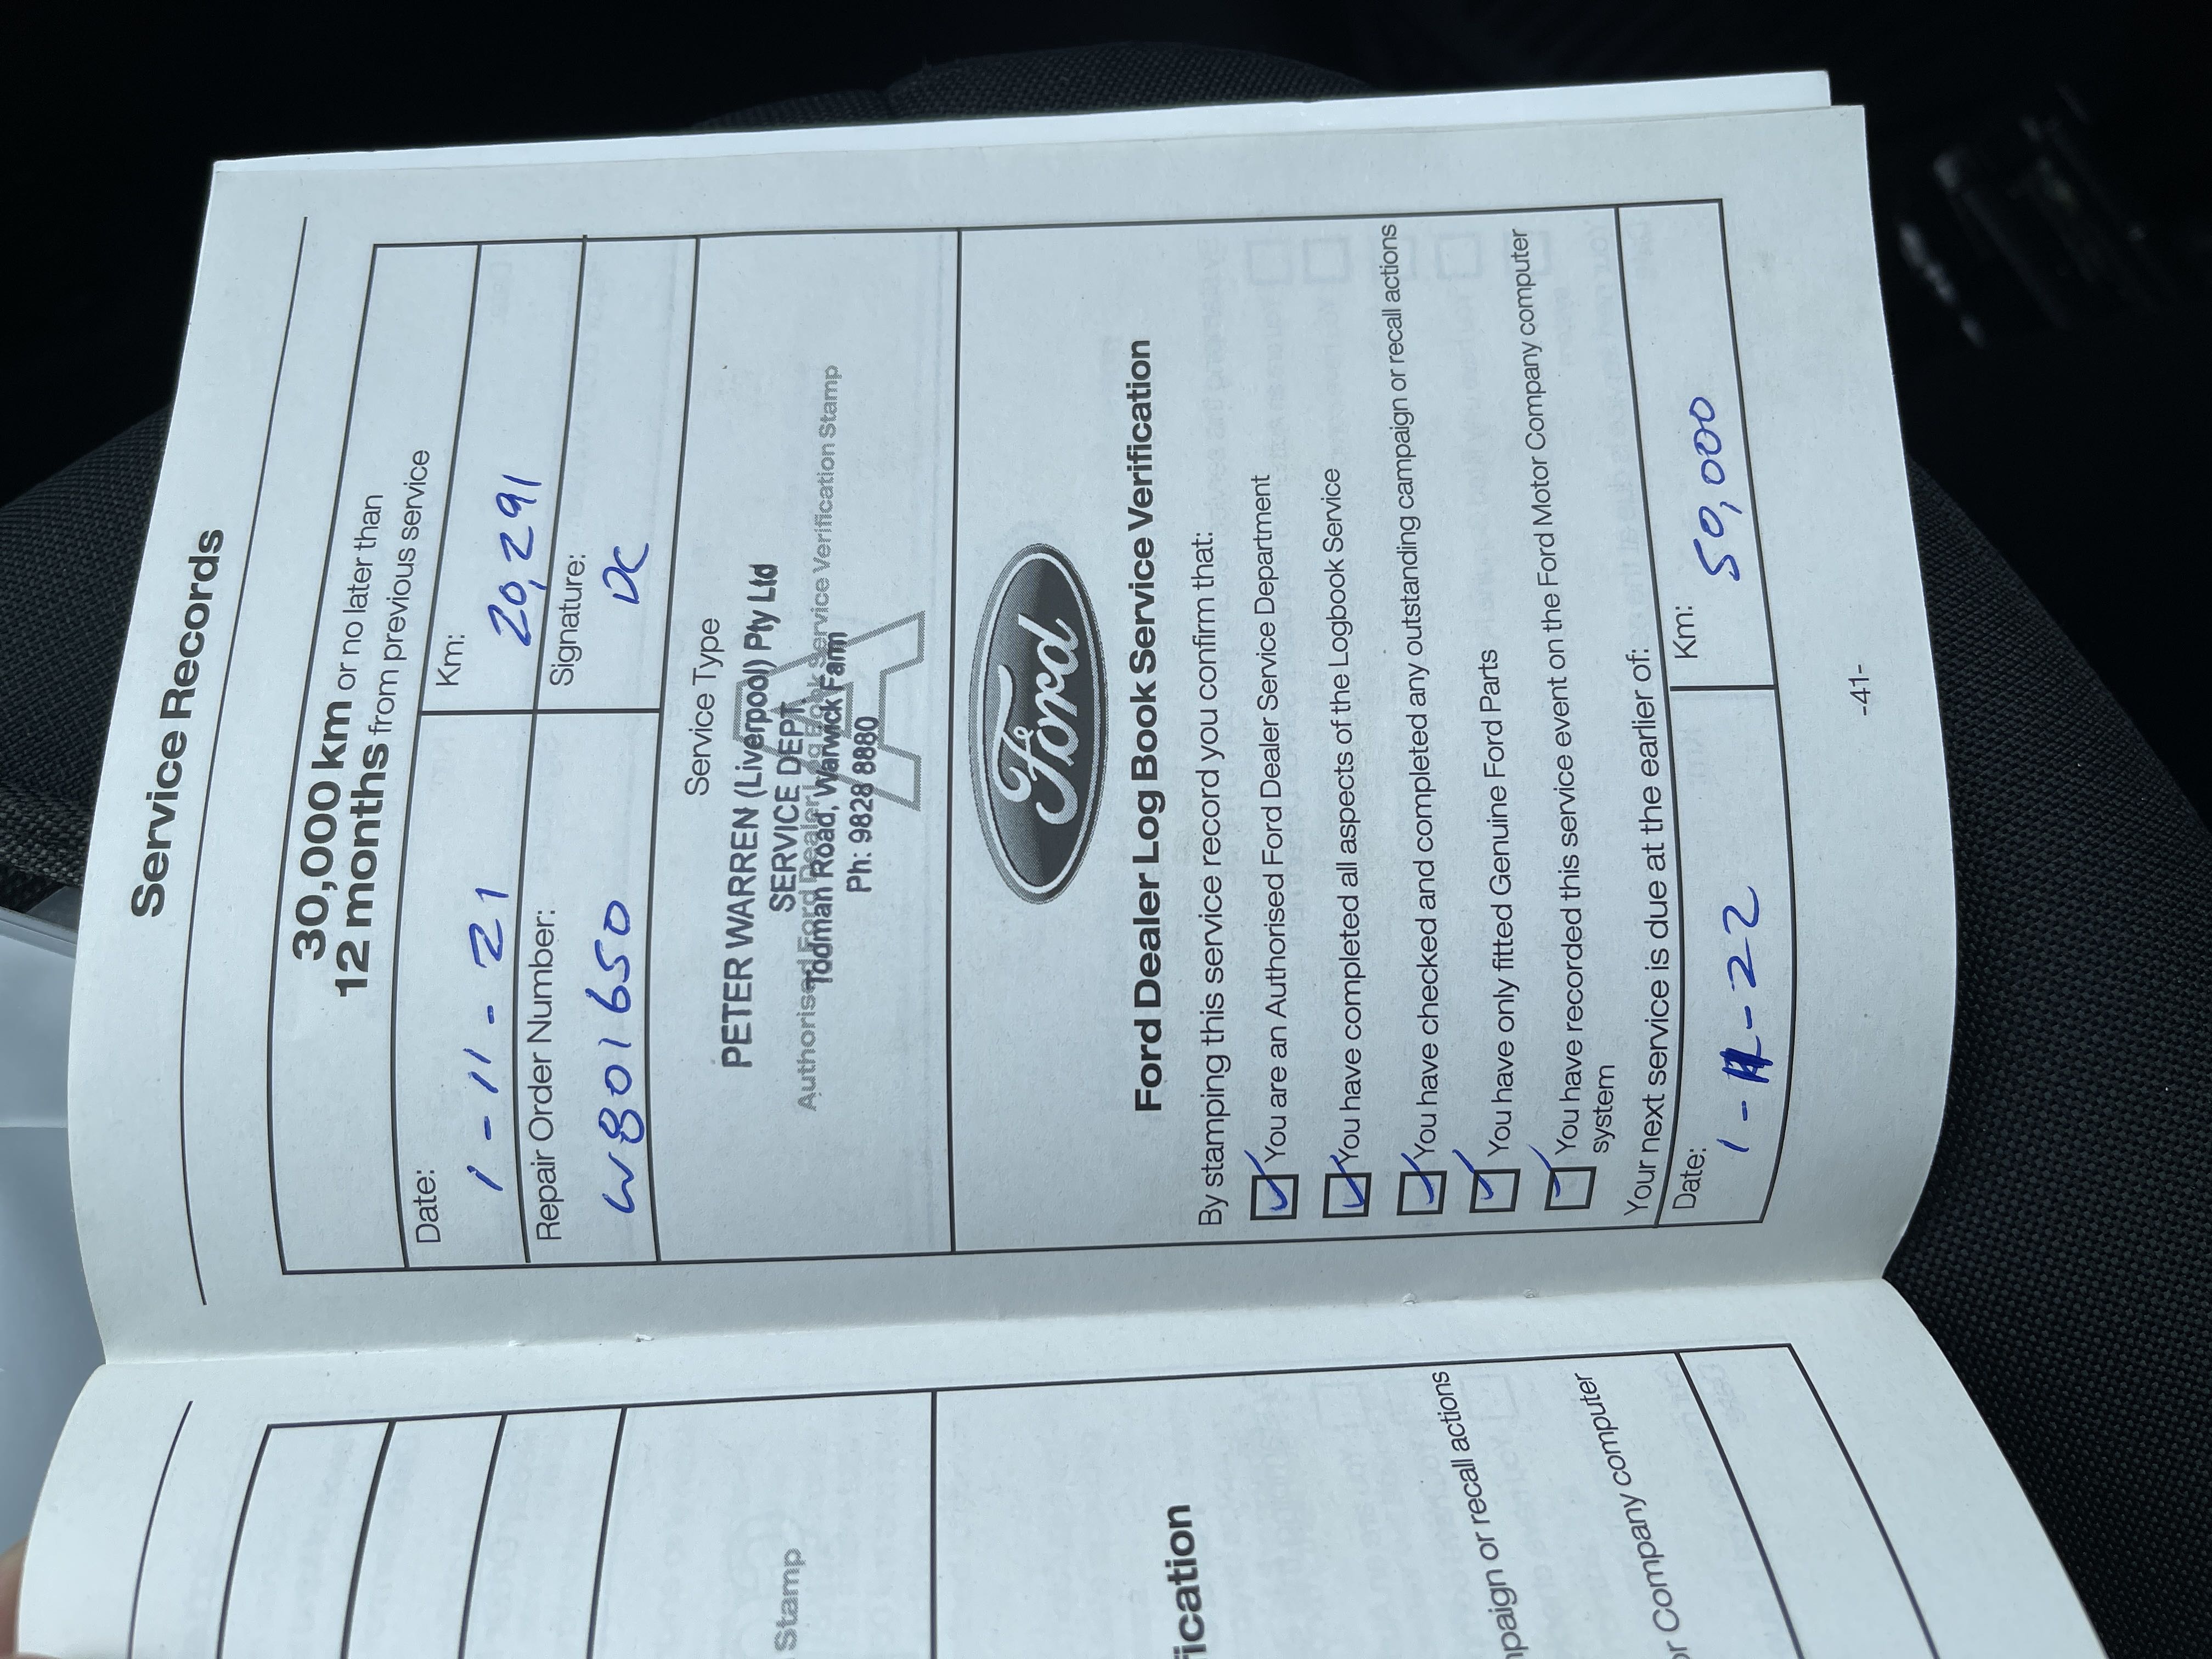 Service Records
30,000 km or no later than
12 months from previous service
Date:
1-11-21
Km:
20,291
Repair Order Number:
W801650
Signature:
DC
Service Type
PETER WARREN (Liverpool) Pty Ltd
SERVICE DEPT
Authorised Ford Dealer Log Book Service Verification Stamp
Todman Road, Warwick Farm
Ph: 9828 8880
A
Ford
Ford Dealer Log Book Service Verification
By stamping this service record you confirm that:
You are an Authorised Ford Dealer Service Department
You have completed all aspects of the Logbook Service
You have checked and completed any outstanding campaign or recall actions
You have only fitted Genuine Ford Parts
You have recorded this service event on the Ford Motor Company computer
system
Your next service is due at the earlier of:
Date:
1-11-22
Km:
50,000
-41-
Stamp
ification
paign or recall actions
Company computer